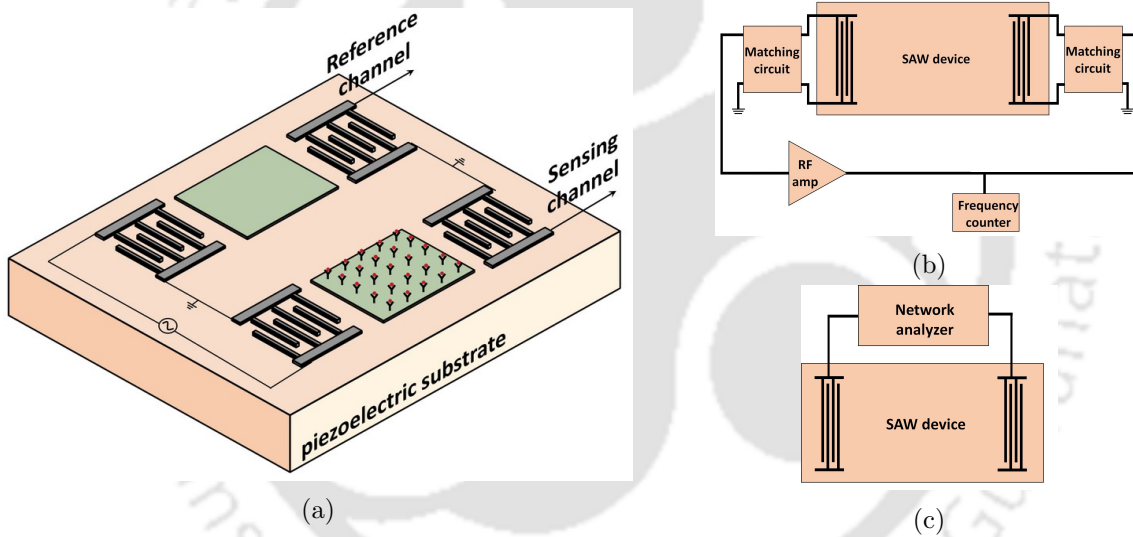 Reference
channel
Sensing
channel
piezoelectric substrate
(a)
Matching
circuit
SAW device
Matching
circuit
RF
amp
Frequency
counter
(b)
Network
analyzer
SAW device
(c)